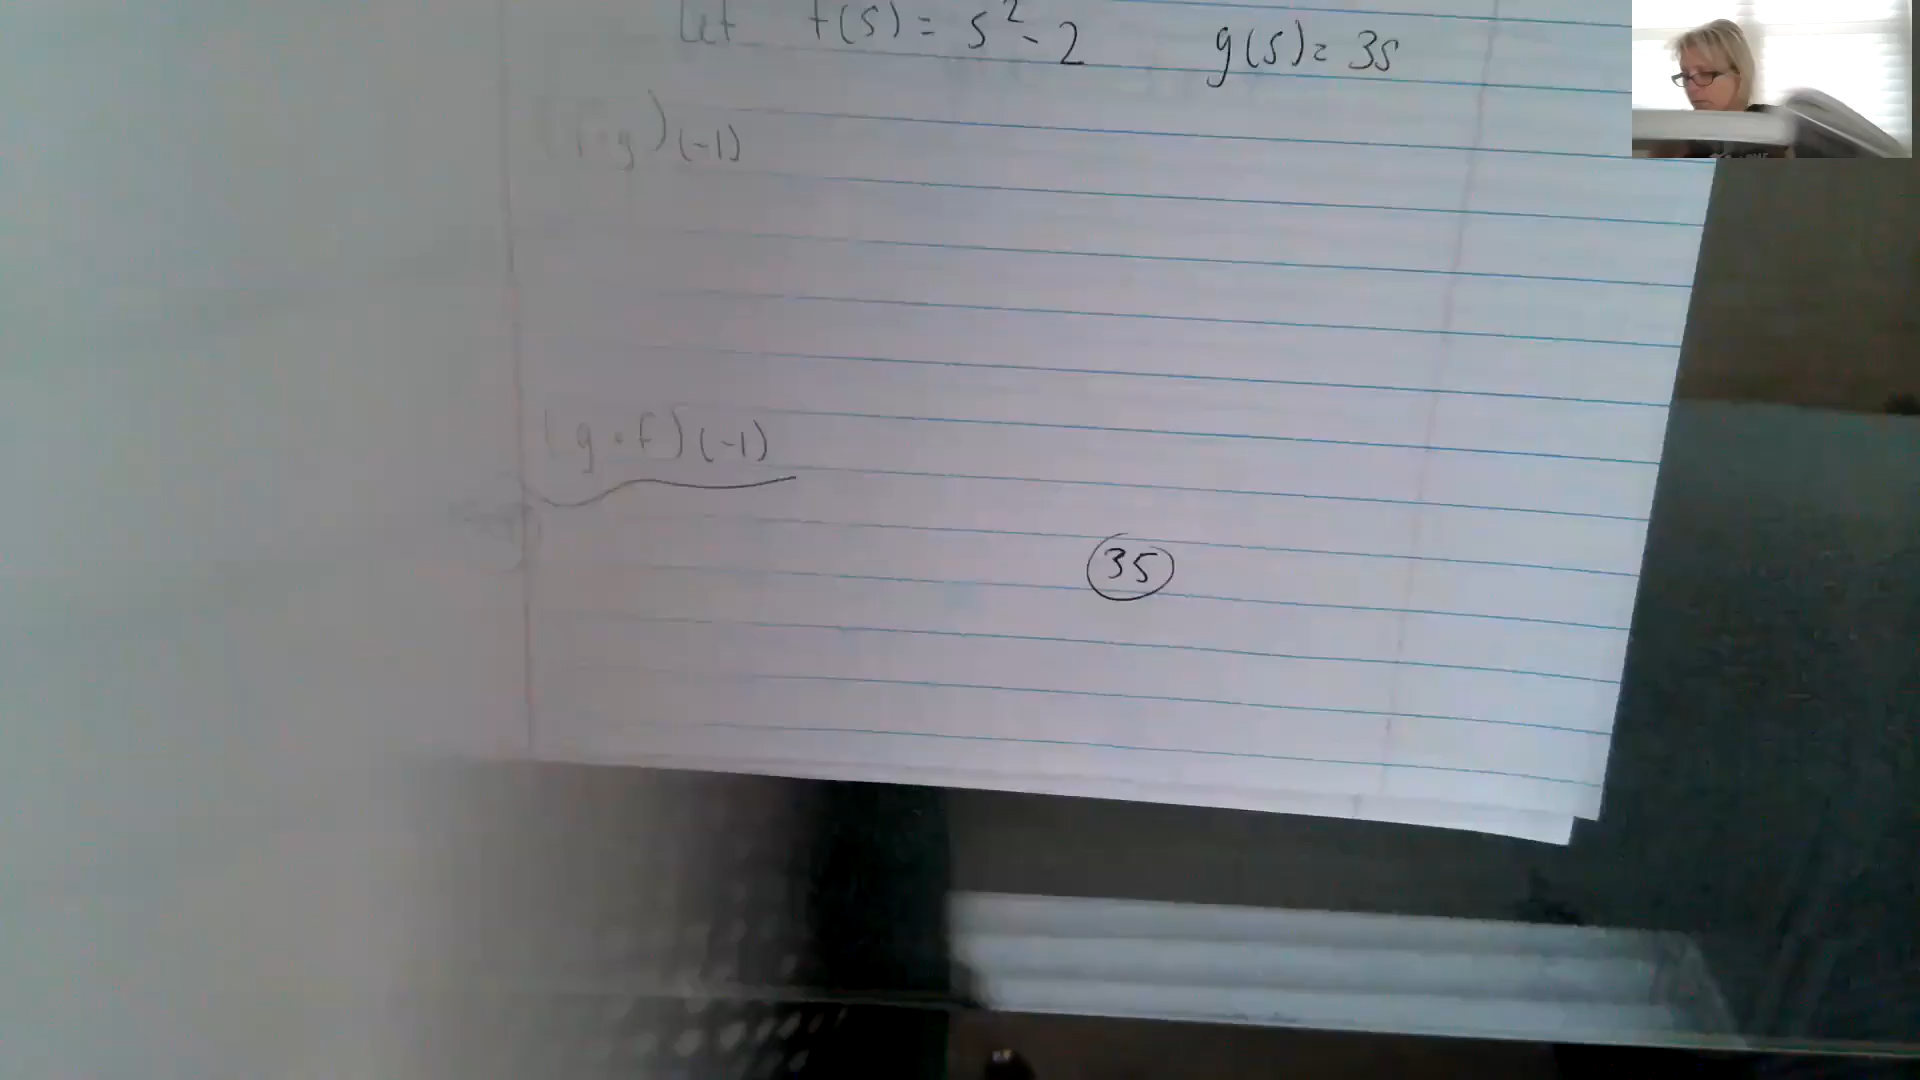 let f(s) = s² - 2 g(s) = 3s
(f∘g)(-1)
(g∘f)(-1)
35